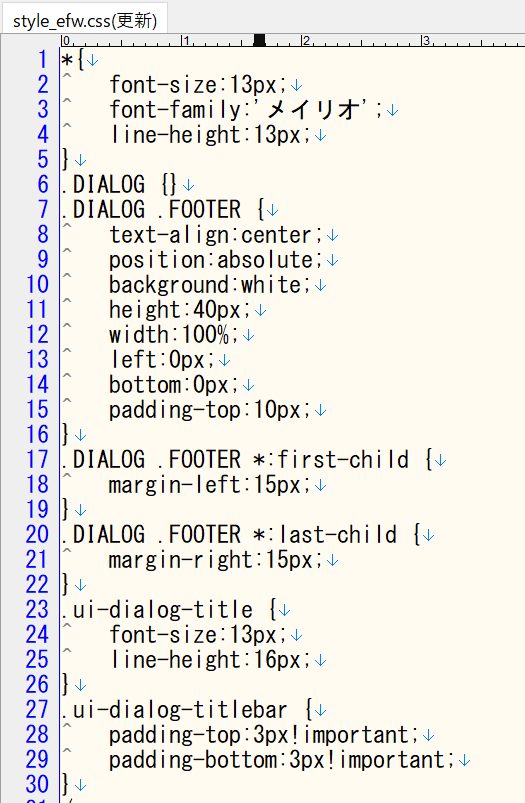 style_efw.css(更新)
0 1 2 3
1 *{↓
2 ^ font-size:13px;↓
3 ^ font-family:'メイリオ';↓
4 ^ line-height:13px;↓
5 }↓
6 .DIALOG {}↓
7 .DIALOG .FOOTER {↓
8 ^ text-align:center;↓
9 ^ position:absolute;↓
10 ^ background:white;↓
11 ^ height:40px;↓
12 ^ width:100%;↓
13 ^ left:0px;↓
14 ^ bottom:0px;↓
15 ^ padding-top:10px;↓
16 }↓
17 .DIALOG .FOOTER *:first-child {↓
18 ^ margin-left:15px;↓
19 }↓
20 .DIALOG .FOOTER *:last-child {↓
21 ^ margin-right:15px;↓
22 }↓
23 .ui-dialog-title {↓
24 ^ font-size:13px;↓
25 ^ line-height:16px;↓
26 }↓
27 .ui-dialog-titlebar {↓
28 ^ padding-top:3px!important;↓
29 ^ padding-bottom:3px!important;↓
30 }↓